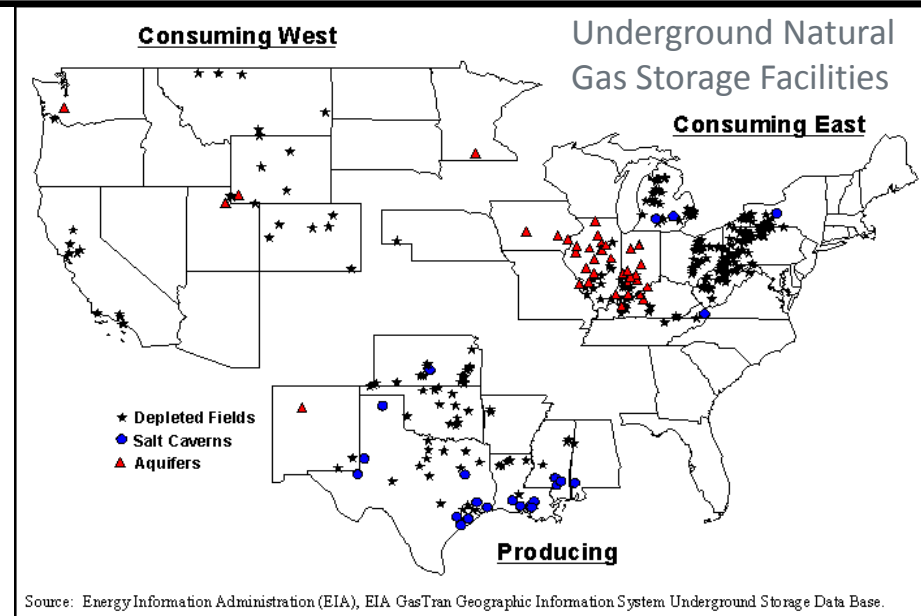 Underground Natural
Gas Storage Facilities
Consuming West
Consuming East
Depleted Fields
Salt Caverns
Aquifers
Producing
Source: Energy Information Administration (EIA), EIA GasTran Geographic Information System Underground Storage Data Base.